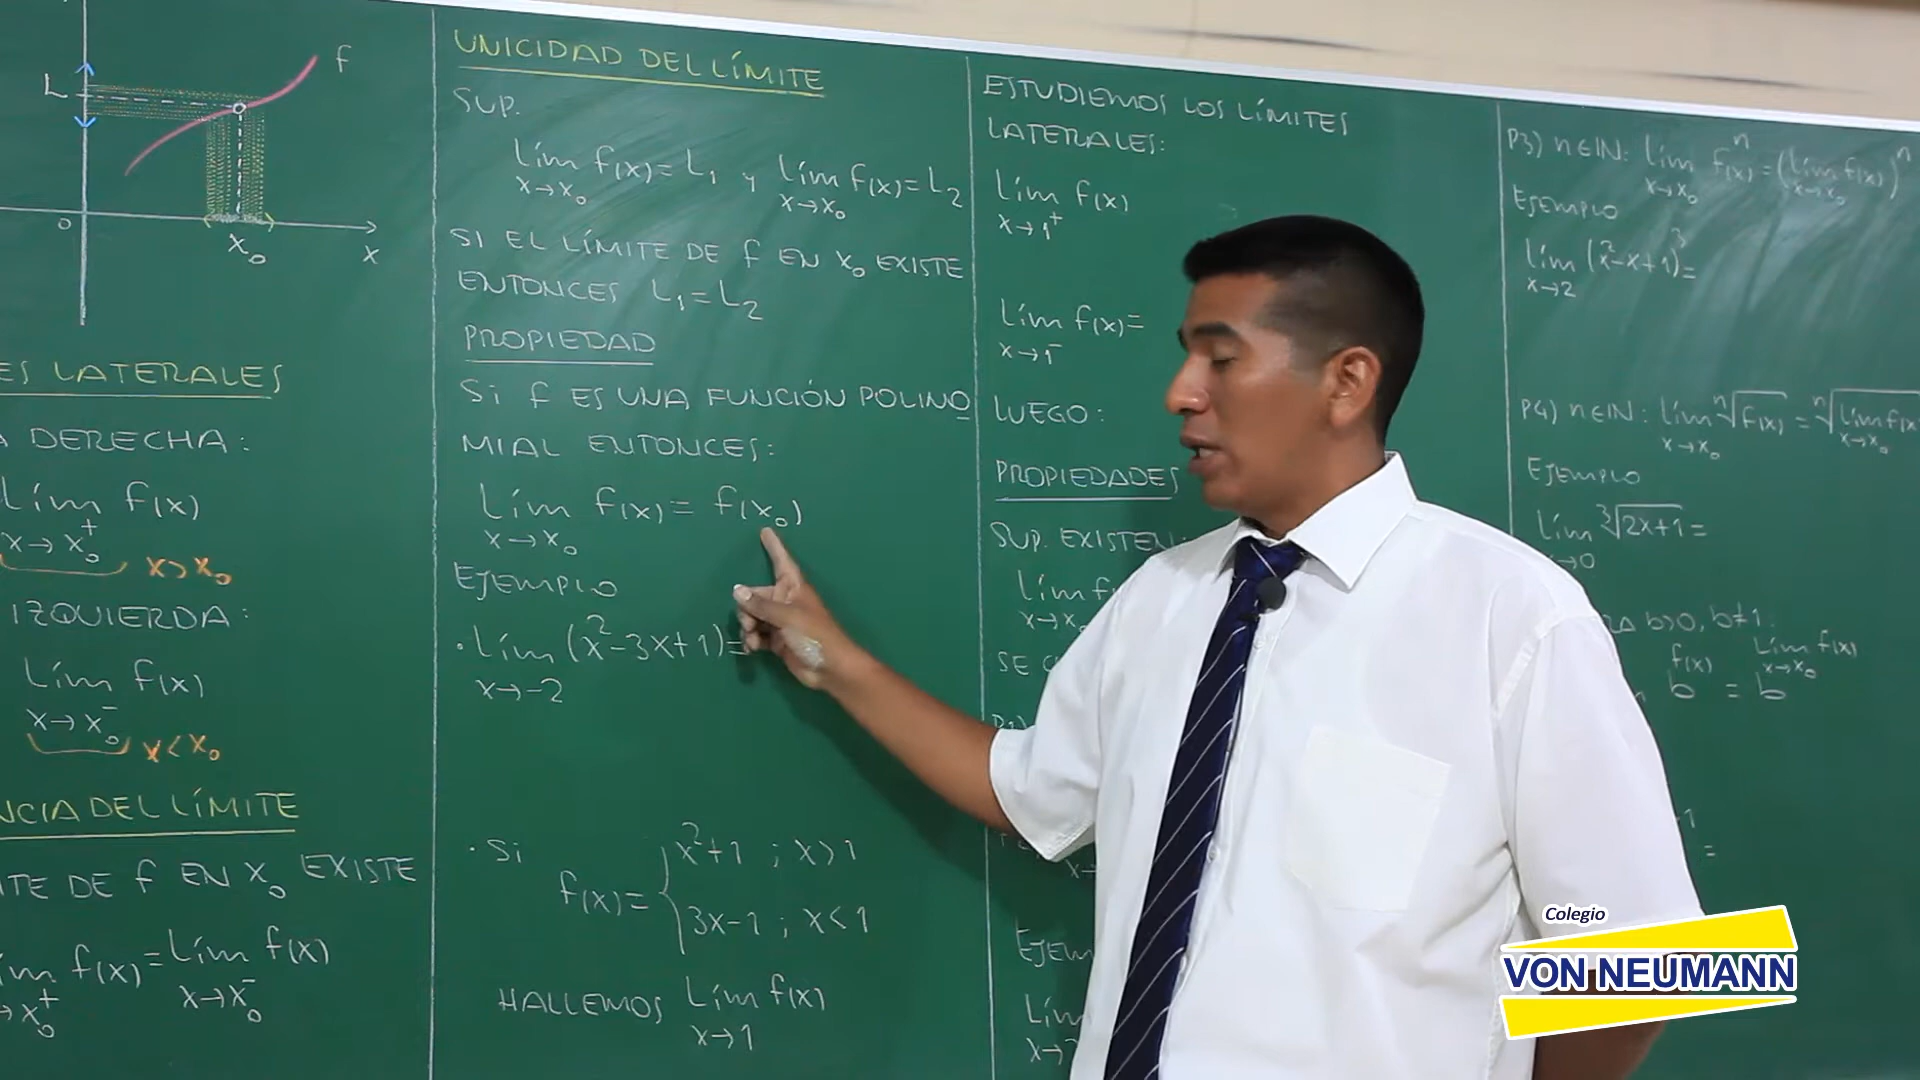 L
f
0
x₀
x
ES LATERALES
A DERECHA:
Lím f(x)
x→x₀⁺ x>x₀
IZQUIERDA:
Lím f(x)
x→x₀⁻ x<x₀
NCIA DEL LÍMITE
ITE DE f EN x₀ EXISTE
ím f(x)=Lím f(x)
→x₀⁺ x→x₀⁻
UNICIDAD DEL LÍMITE
SUP.
Lím f(x)=L₁ y Lím f(x)=L₂
x→x₀ x→x₀
SI EL LÍMITE DE f EN x₀ EXISTE
ENTONCES L₁=L₂
PROPIEDAD
Si f ES UNA FUNCIÓN POLINO
MIAL ENTONCES:
Lím f(x)= f(x₀)
x→x₀
EJEMPLO
·Lím (x²-3x+1)=
x→-2
·Si
f(x)={ x²+1 ; x>1
3x-1 ; x<1
HALLEMOS Lím f(x)
x→1
ESTUDIEMOS LOS LÍMITES
LATERALES:
Lím f(x)
x→1⁺
Lím f(x)=
x→1⁻
LUEGO:
PROPIEDADES
SUP. EXISTEN:
Lím f
x→x₀
SE C
EJEM
Lím
P3) n∈IN: Lím fⁿ(x)=(Lím f(x))ⁿ
x→x₀ x→x₀
EJEMPLO
Lím (x²-x+1)³=
x→2
P4) n∈IN: Lím ⁿ√f(x) = ⁿ√Lím f(x)
x→x₀ x→x₀
EJEMPLO
Lím ³√2x+1=
→0
RA b>0, b≠1.
b^f(x) = b^Lím f(x)
x→x₀
=
Colegio
VON NEUMANN